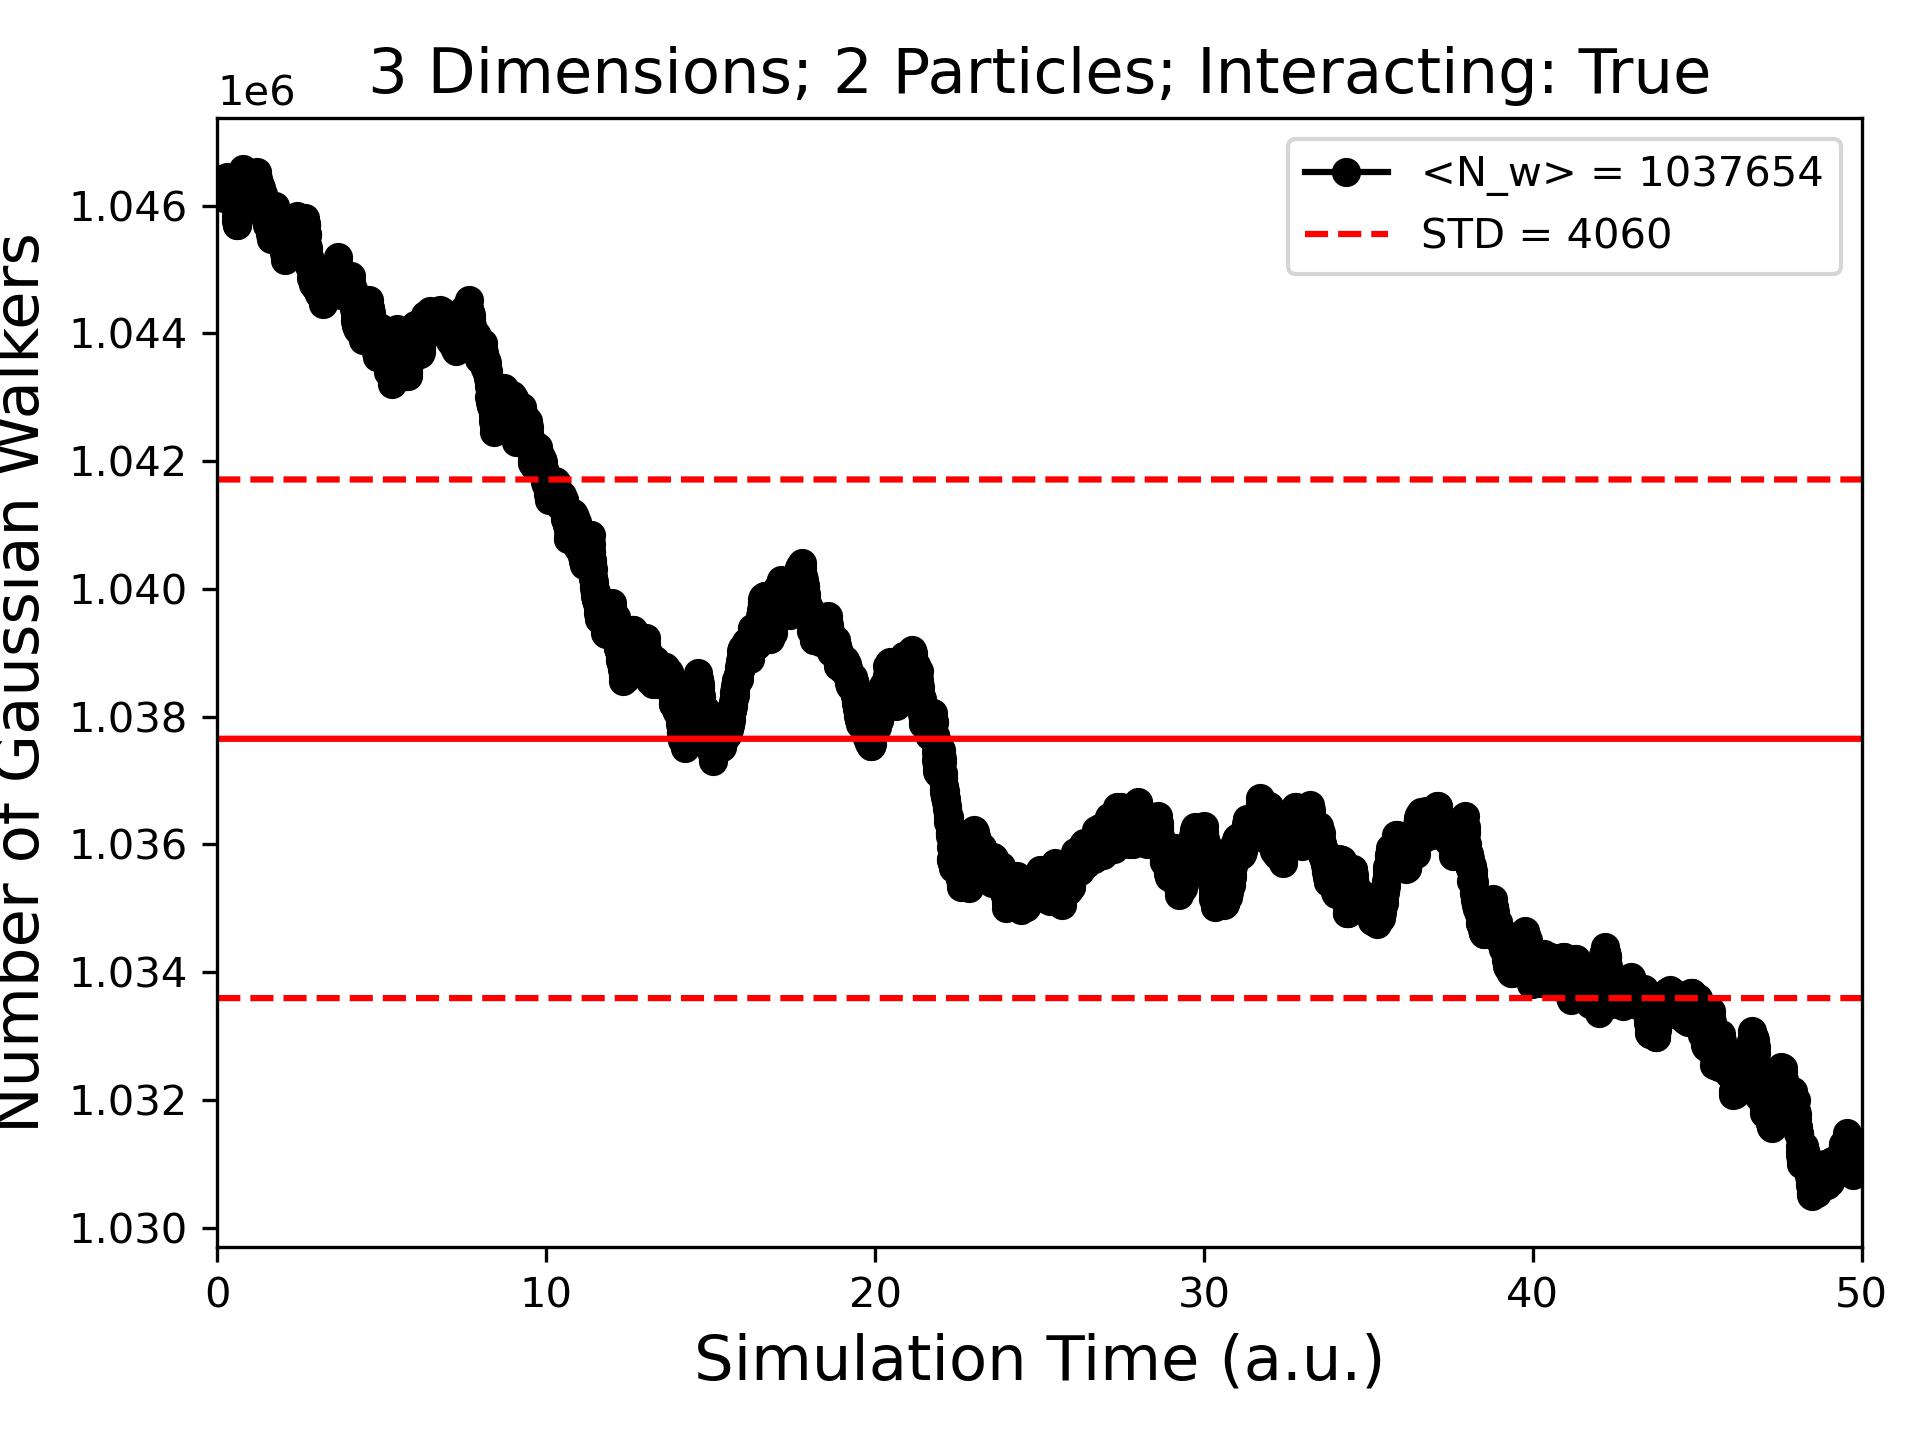 3 Dimensions; 2 Particles; Interacting: True
1e6
<N_w> = 1037654
STD = 4060
Number of Gaussian Walkers
1.046
1.044
1.042
1.040
1.038
1.036
1.034
1.032
1.030
0 10 20 30 40 50
Simulation Time (a.u.)